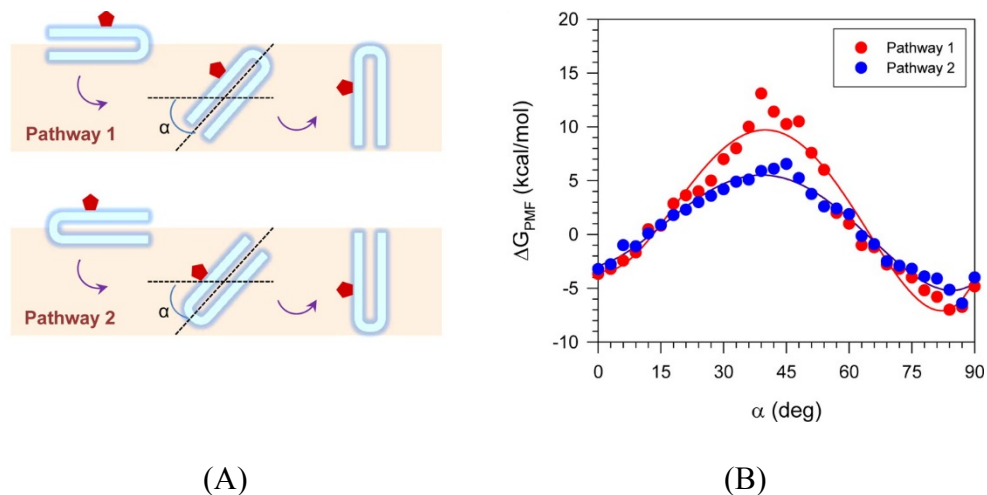 Pathway 1
α
Pathway 2
α
(A)
ΔG_PMF (kcal/mol)
20
15
10
5
0
-5
-10
0
15
30
45
60
75
90
α (deg)
Pathway 1
Pathway 2
(B)